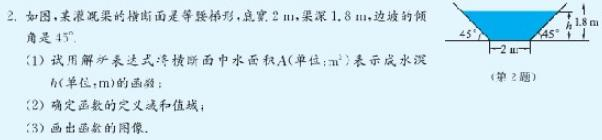 2. 如图,某灌溉渠的横断面是等腰梯形,底宽 2 m,渠深 1.8 m,边坡的倾
角是 45°.
(1) 试用解析表达式将横断面中水面积A(单位:m²)表示成水深
h(单位:m)的函数;
(2) 确定函数的定义域和值域;
(3) 画出函数的图像.
45°
45°
h
1.8 m
2 m
(第 2 题)